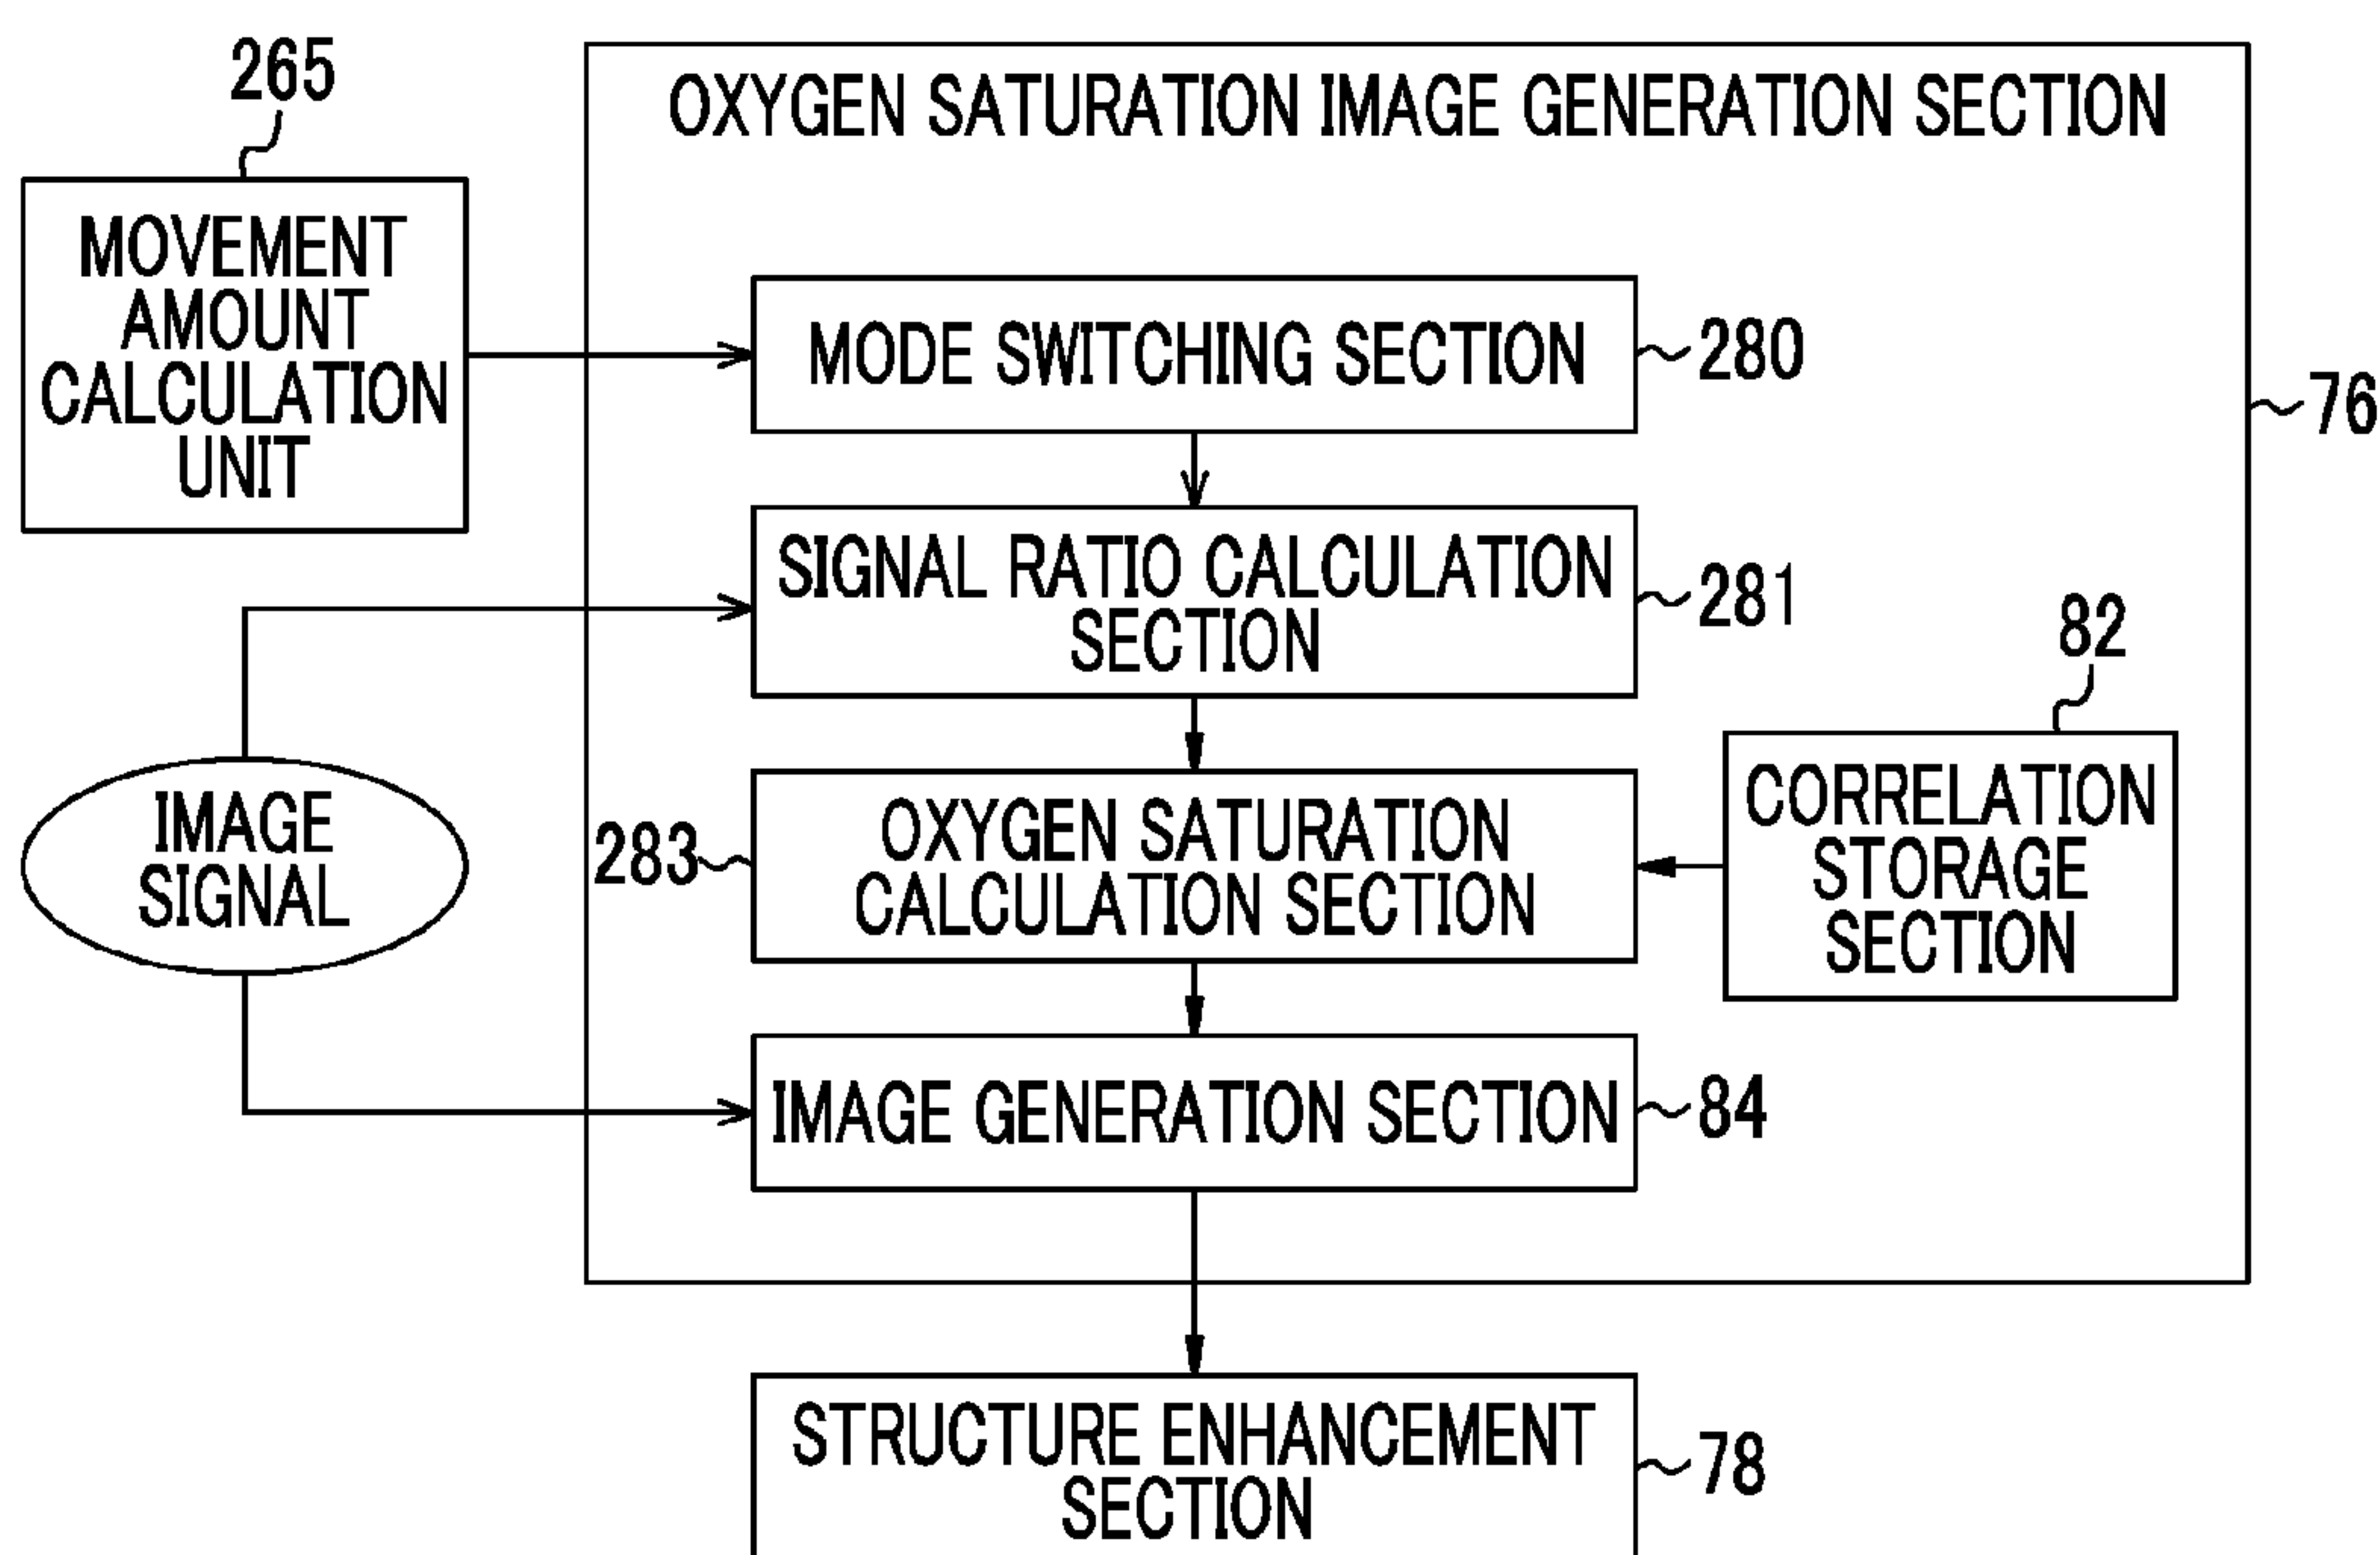 265
OXYGEN SATURATION IMAGE GENERATION SECTION
MOVEMENT
AMOUNT
CALCULATION
UNIT
MODE SWITCHING SECTION
280
76
SIGNAL RATIO CALCULATION
SECTION
281
82
IMAGE
SIGNAL
283
OXYGEN SATURATION
CALCULATION SECTION
CORRELATION
STORAGE
SECTION
IMAGE GENERATION SECTION
84
STRUCTURE ENHANCEMENT
SECTION
78